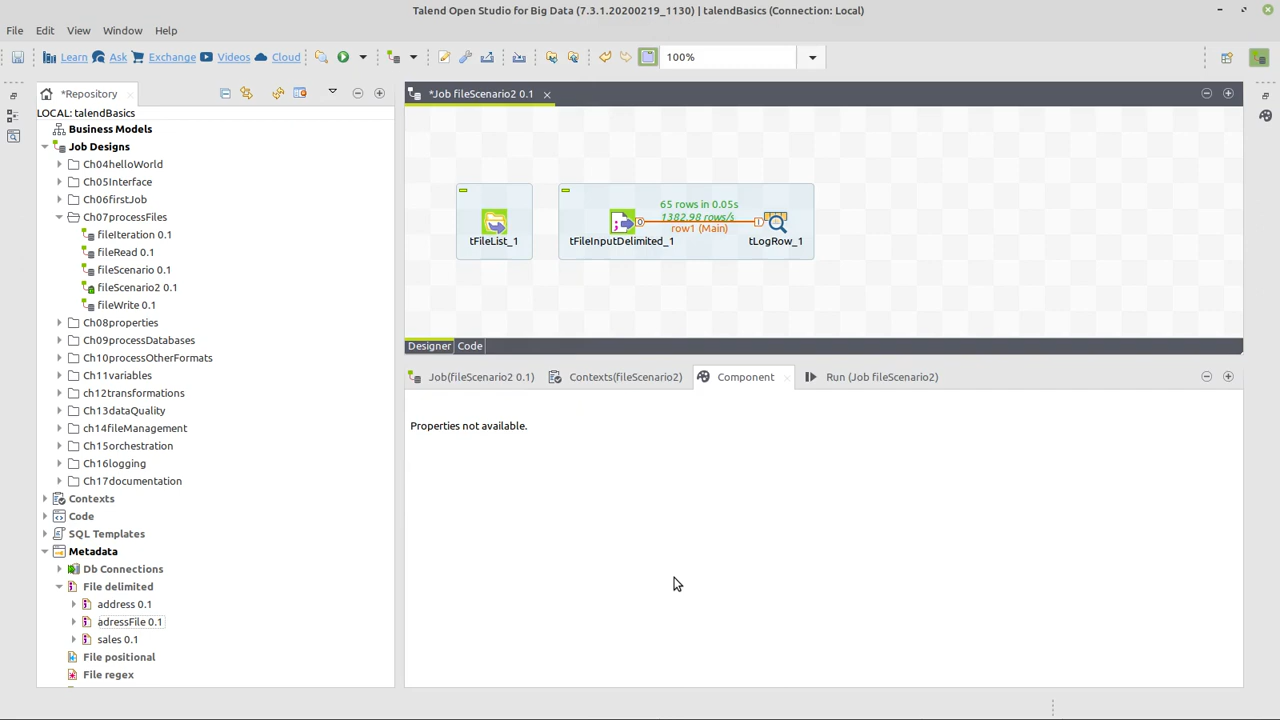 Talend Open Studio for Big Data (7.3.1.20200219_1130) | talendBasics (Connection: Local)
File Edit View Window Help
Learn Ask Exchange Videos Cloud 100%
*Repository
LOCAL: talendBasics
Business Models
Job Designs
Ch04helloWorld
Ch05Interface
Ch06firstJob
Ch07processFiles
fileIteration 0.1
fileRead 0.1
fileScenario 0.1
fileScenario2 0.1
fileWrite 0.1
Ch08properties
Ch09processDatabases
Ch10processOtherFormats
Ch11variables
ch12transformations
Ch13dataQuality
ch14fileManagement
Ch15orchestration
Ch16logging
Ch17documentation
Contexts
Code
SQL Templates
Metadata
Db Connections
File delimited
address 0.1
adressFile 0.1
sales 0.1
File positional
File regex
*Job fileScenario2 0.1
65 rows in 0.05s
1382.98 rows/s
row1 (Main)
tFileList_1 tFileInputDelimited_1 tLogRow_1
Designer Code
Job(fileScenario2 0.1) Contexts(fileScenario2) Component Run (Job fileScenario2)
Properties not available.